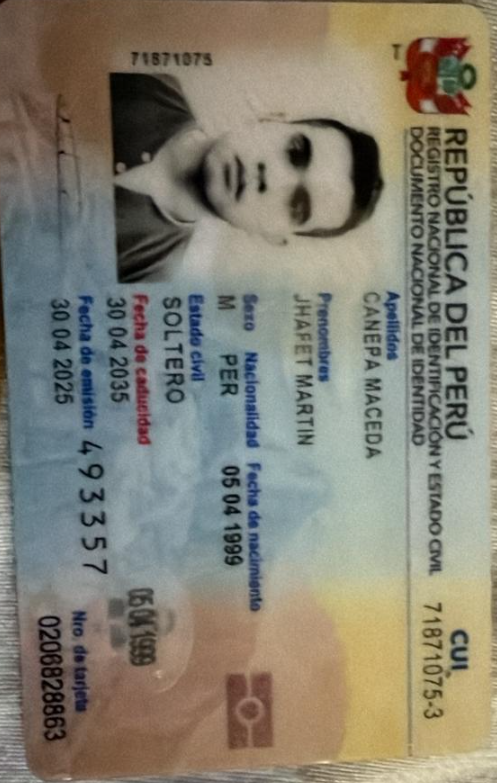 REPÚBLICA DEL PERÚ
REGISTRO NACIONAL DE IDENTIFICACIÓN Y ESTADO CIVIL
DOCUMENTO NACIONAL DE IDENTIDAD
CUI
71871075-3
71871075
Apellidos
CANEPA MACEDA
Prenombres
JHAFET MARTIN
Sexo Nacionalidad Fecha de nacimiento
M PER 05 04 1999
Estado civil
SOLTERO
Fecha de caducidad
30 04 2035
Fecha de emisión
30 04 2025
493357
05 04 1999
Nro de tarjeta
0206828863